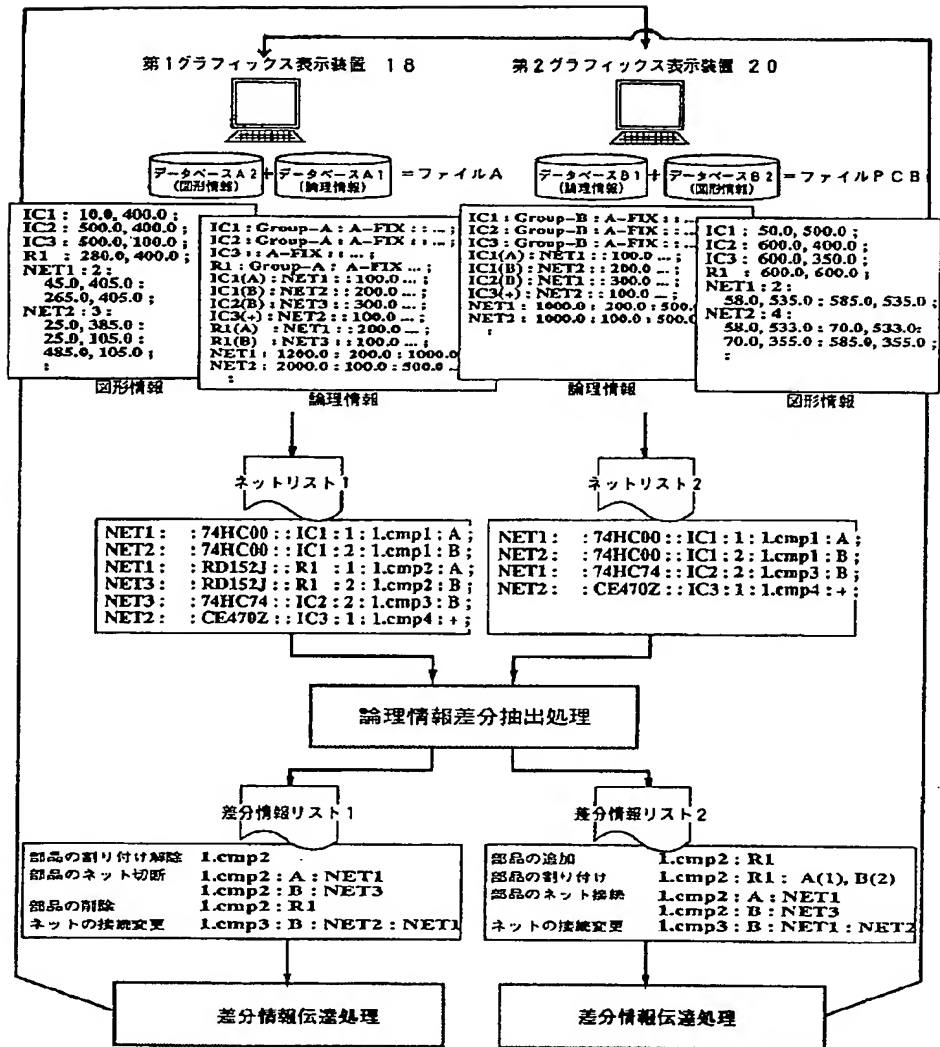 第1グラフィックス表示装置 18
第2グラフィックス表示装置 20
データベースA2
(図形情報)
+
データベースA1
(論理情報)
=ファイルA
データベースB1
(論理情報)
+
データベースB2
(図形情報)
=ファイルPCB
IC1 : 10.0, 400.0 ;
IC2 : 500.0, 400.0 ;
IC3 : 500.0, 100.0 ;
R1 : 280.0, 400.0 ;
NET1 : 2 :
45.0, 405.0 :
265.0, 405.0 ;
NET2 : 3 :
25.0, 385.0 :
25.0, 105.0 :
485.0, 105.0 ;
:
図形情報
IC1 : Group-A : A-FIX : : ... ;
IC2 : Group-A : A-FIX : : ... ;
IC3 : : A-FIX : : ... ;
R1 : Group-A : A-FIX : ... ;
IC1(A) : NET1 : : 100.0 ... ;
IC1(B) : NET2 : : 200.0 ... ;
IC2(B) : NET3 : : 300.0 ... ;
IC3(+) : NET2 : : 100.0 ... ;
R1(A) : NET1 : : 200.0 ... ;
R1(B) : NET3 : : 100.0 ... ;
NET1 : 1200.0 : 200.0 : 1000.0
NET2 : 2000.0 : 100.0 : 500.0 ...
:
論理情報
IC1 : Group-B : A-FIX : : ... ;
IC2 : Group-B : A-FIX : : ... ;
IC3 : Group-B : A-FIX : : ... ;
IC1(A) : NET1 : : 100.0 ... ;
IC1(B) : NET2 : : 200.0 ... ;
IC2(B) : NET1 : : 300.0 ... ;
IC3(+) : NET2 : : 100.0 ... ;
NET1 : 1000.0 : 200.0 : 500.0
NET2 : 1000.0 : 100.0 : 500.0
:
論理情報
IC1 : 50.0, 500.0 ;
IC2 : 600.0, 400.0 ;
IC3 : 600.0, 350.0 ;
R1 : 600.0, 600.0 ;
NET1 : 2 :
58.0, 535.0 : 585.0, 535.0 ;
NET2 : 4 :
58.0, 533.0 : 70.0, 533.0:
70.0, 355.0 : 585.0, 355.0 ;
:
図形情報
ネットリスト1
NET1 : : 74HC00 : : IC1 : 1 : 1.cmp1 : A ;
NET2 : : 74HC00 : : IC1 : 2 : 1.cmp1 : B ;
NET1 : : RD152J : : R1 : 1 : 1.cmp2 : A ;
NET3 : : RD152J : : R1 : 2 : 1.cmp2 : B ;
NET3 : : 74HC74 : : IC2 : 2 : 1.cmp3 : B ;
NET2 : : CE470Z : : IC3 : 1 : 1.cmp4 : + ;
ネットリスト2
NET1 : : 74HC00 : : IC1 : 1 : 1.cmp1 : A ;
NET2 : : 74HC00 : : IC1 : 2 : 1.cmp1 : B ;
NET1 : : 74HC74 : : IC2 : 2 : 1.cmp3 : B ;
NET2 : : CE470Z : : IC3 : 1 : 1.cmp4 : + ;
論理情報差分抽出処理
差分情報リスト1
部品の割り付け解除 1.cmp2
部品のネット切断 1.cmp2 : A : NET1
1.cmp2 : B : NET3
部品の削除 1.cmp2 : R1
ネットの接続変更 1.cmp3 : B : NET2 : NET1
差分情報リスト2
部品の追加 1.cmp2 : R1
部品の割り付け 1.cmp2 : R1 : A(1), B(2)
部品のネット接続 1.cmp2 : A : NET1
1.cmp2 : B : NET3
ネットの接続変更 1.cmp3 : B : NET1 : NET2
差分情報伝達処理
差分情報伝達処理